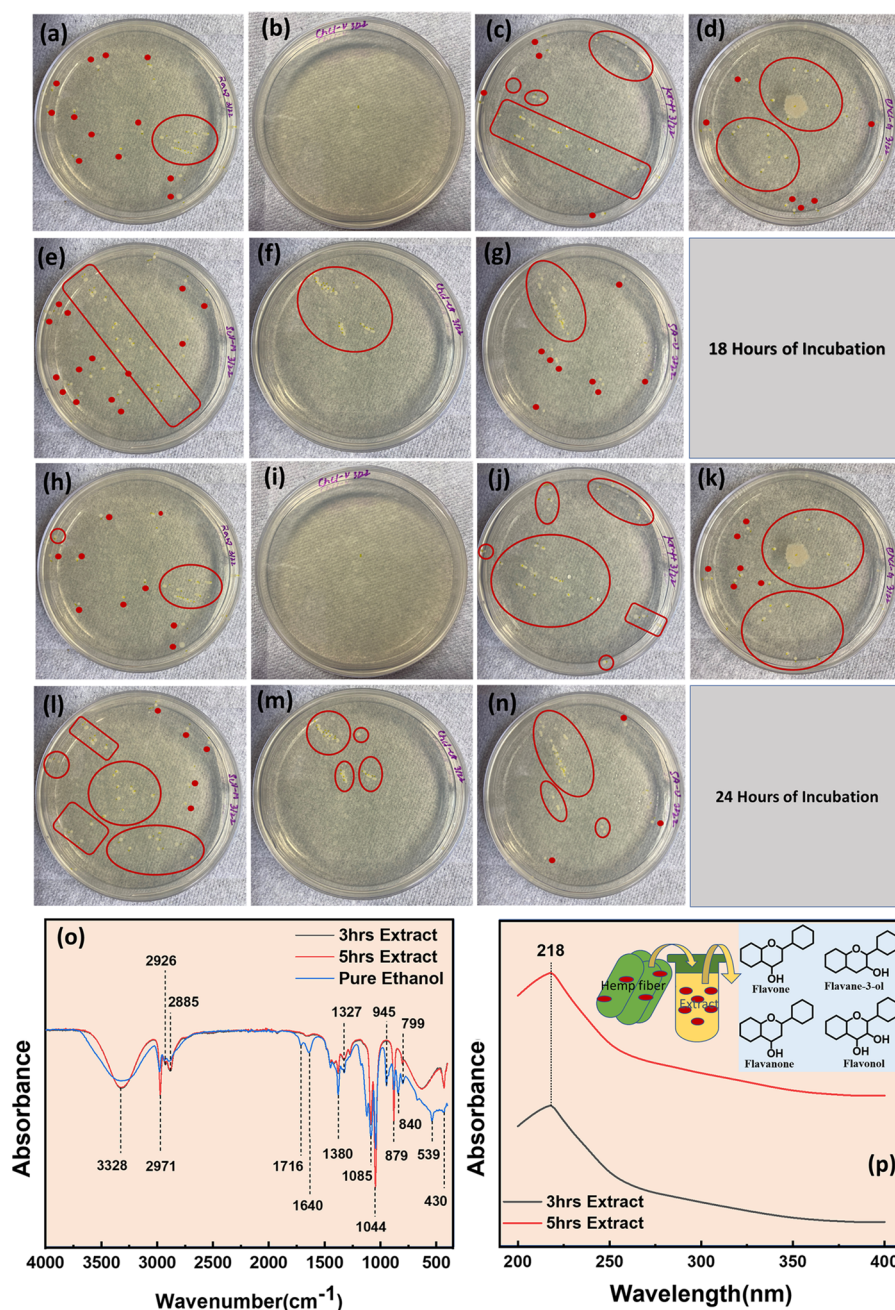 (a)
(b)
(c)
(d)
(e)
(f)
(g)
18 Hours of Incubation
(h)
(i)
(j)
(k)
(l)
(m)
(n)
24 Hours of Incubation
(o)
3hrs Extract
5hrs Extract
Pure Ethanol
2926
2885
1327
945
799
3328
2971
1716
1640
1380
1085
1044
879
840
539
430
Absorbance
4000 3500 3000 2500 2000 1500 1000 500
Wavenumber(cm-1)
218
Hemp fiber
Extract
Flavone
Flavane-3-ol
Flavanone
Flavonol
O
OH
O
OH
O
OH
O
OH
OH
(p)
3hrs Extract
5hrs Extract
Absorbance
200 250 300 350 400
Wavelength(nm)